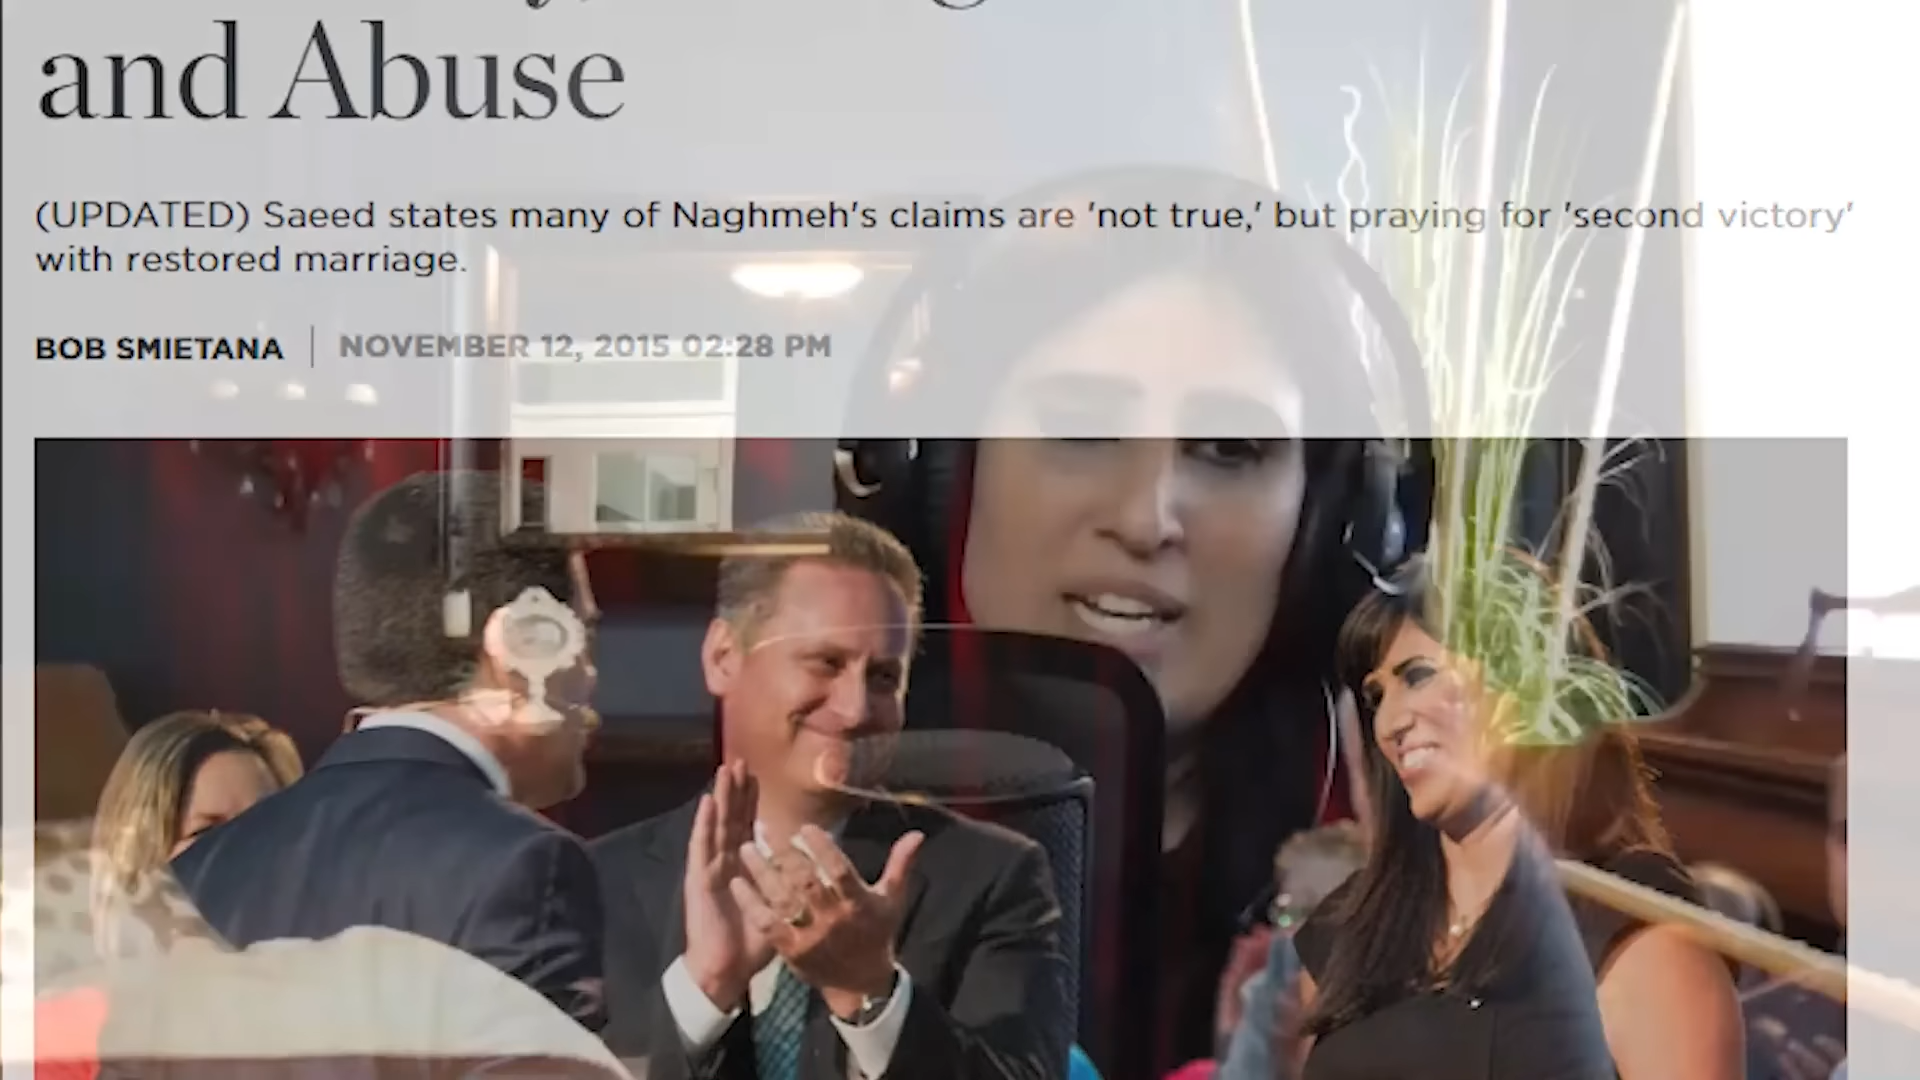 and Abuse
(UPDATED) Saeed states many of Naghmeh's claims are 'not true,' but praying for 'second victory'
with restored marriage.
BOB SMIETANA | NOVEMBER 12, 2015 02:28 PM